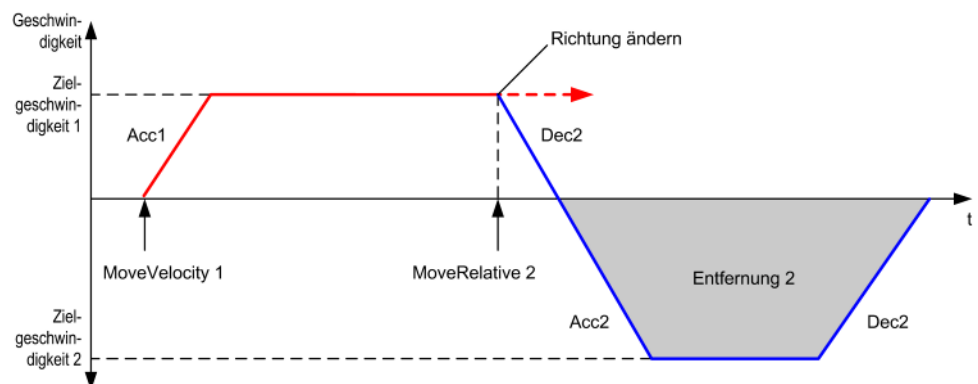 Geschwin-
digkeit
Richtung ändern
Ziel-
geschwin-
digkeit 1
Acc1
Dec2
t
MoveVelocity 1
MoveRelative 2
Entfernung 2
Ziel-
geschwin-
digkeit 2
Acc2
Dec2